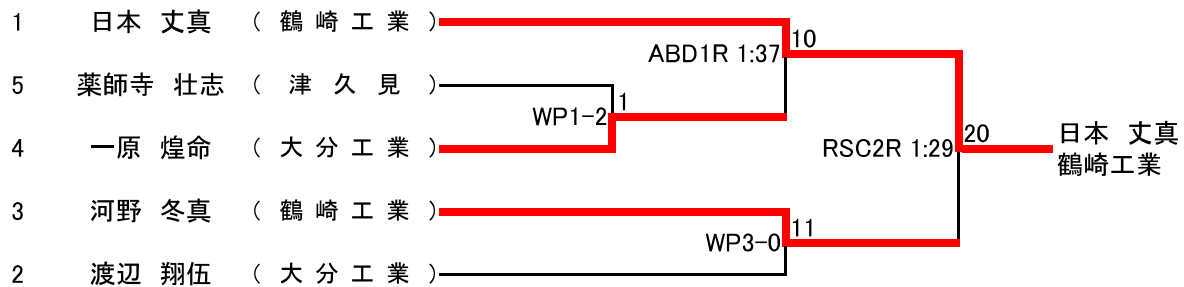 1 日本 丈真 ( 鶴崎工業 )
10
ABD1R 1:37
5 薬師寺 壮志 ( 津久見 )
1
WP1-2
4 一原 煌命 ( 大分工業 )
20
RSC2R 1:29
日本 丈真
鶴崎工業
3 河野 冬真 ( 鶴崎工業 )
11
WP3-0
2 渡辺 翔伍 ( 大分工業 )